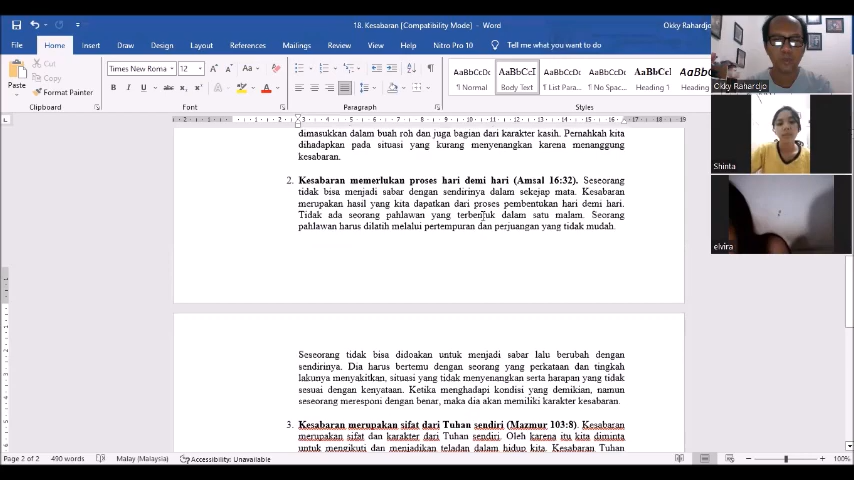 18. Kesabaran [Compatibility Mode] - Word
Okky Rahardjo
File Home Insert Draw Design Layout References Mailings Review View Help Nitro Pro 10 Tell me what you want to do
Paste
Cut
Copy
Format Painter
Times New Roma 12
AaBbCcDc AaBbCcI AaBbCcDc AaBbCcDc AaBbCcl AaBbCc
¶ Normal Body Text ¶ List Para... ¶ No Spac... Heading 1 Heading
Clipboard Font Paragraph Styles
dimasukkan dalam buah roh dan juga bagian dari karakter kasih. Pernahkah kita
dihadapkan pada situasi yang kurang menyenangkan karena menanggung
kesabaran.
2. Kesabaran memerlukan proses hari demi hari (Amsal 16:32). Seseorang
tidak bisa menjadi sabar dengan sendirinya dalam sekejap mata. Kesabaran
merupakan hasil yang kita dapatkan dari proses pembentukan hari demi hari.
Tidak ada seorang pahlawan yang terbentuk dalam satu malam. Seorang
pahlawan harus dilatih melalui pertempuran dan perjuangan yang tidak mudah.
Seseorang tidak bisa didoakan untuk menjadi sabar lalu berubah dengan
sendirinya. Dia harus bertemu dengan seorang yang perkataan dan tingkah
lakunya menyakitkan, situasi yang tidak menyenangkan serta harapan yang tidak
sesuai dengan kenyataan. Ketika menghadapi kondisi yang demikian, namun
seseorang meresponi dengan benar, maka dia akan memiliki karakter kesabaran.
3. Kesabaran merupakan sifat dari Tuhan sendiri (Mazmur 103:8). Kesabaran
merupakan sifat dan karakter dari Tuhan sendiri. Oleh karena itu kita diminta
untuk mengikuti dan menjadikan teladan dalam hidup kita. Kesabaran Tuhan
Page 2 of 2 490 words Malay (Malaysia) Accessibility: Unavailable 100%
Okky Rahardjo
Shinta
elvira